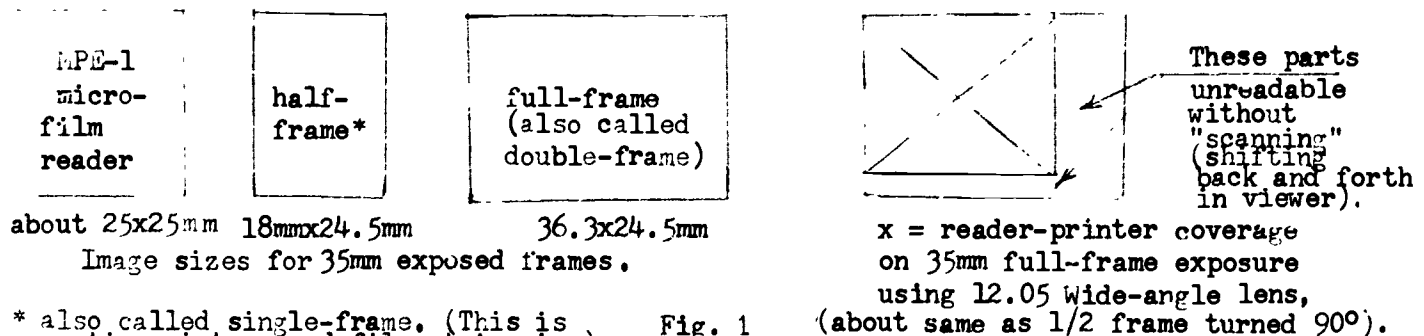 MPE-1
micro-
film
reader
half-
frame*
full-frame
(also called
double-frame)
These parts
unreadable
without
"scanning"
(shifting
back and forth
in viewer).
about 25x25mm
18mmx24.5mm
36.3x24.5mm
Image sizes for 35mm exposed frames.
x = reader-printer coverage
on 35mm full-frame exposure
using 12.05 Wide-angle lens,
(about same as 1/2 frame turned 90º).
* also called single-frame. (This is
Fig. 1